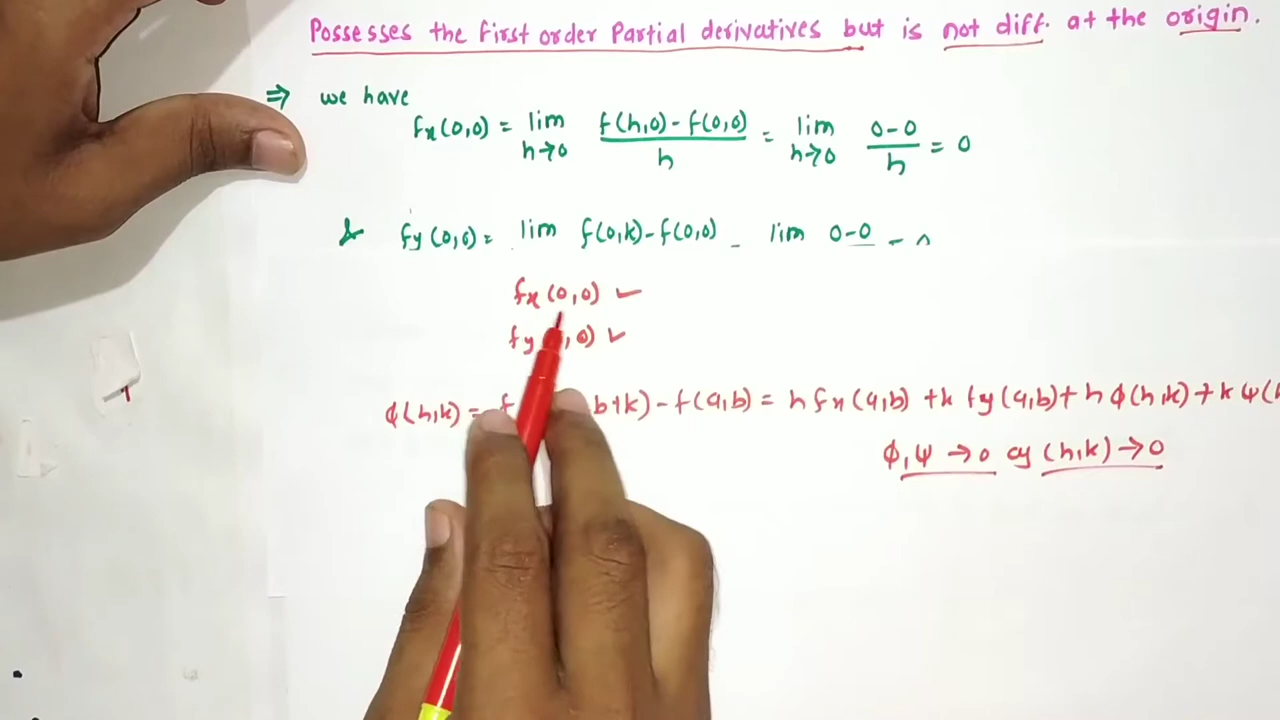 Possesses the first order Partial derivatives but is not diff. at the origin.
⇒ we have
fx(0,0) = lim h→0 f(h,0)-f(0,0) / h = lim h→0 0-0 / h = 0
& fy(0,0) = lim f(0,k)-f(0,0) lim 0-0
fx(0,0) ✓
fy 0) ✓
φ(h,k) = b+k) - f(a,b) = h fx(a,b) + k fy(a,b) + h φ(h,k) + k ψ(
φ,ψ → 0 (h,k) → 0